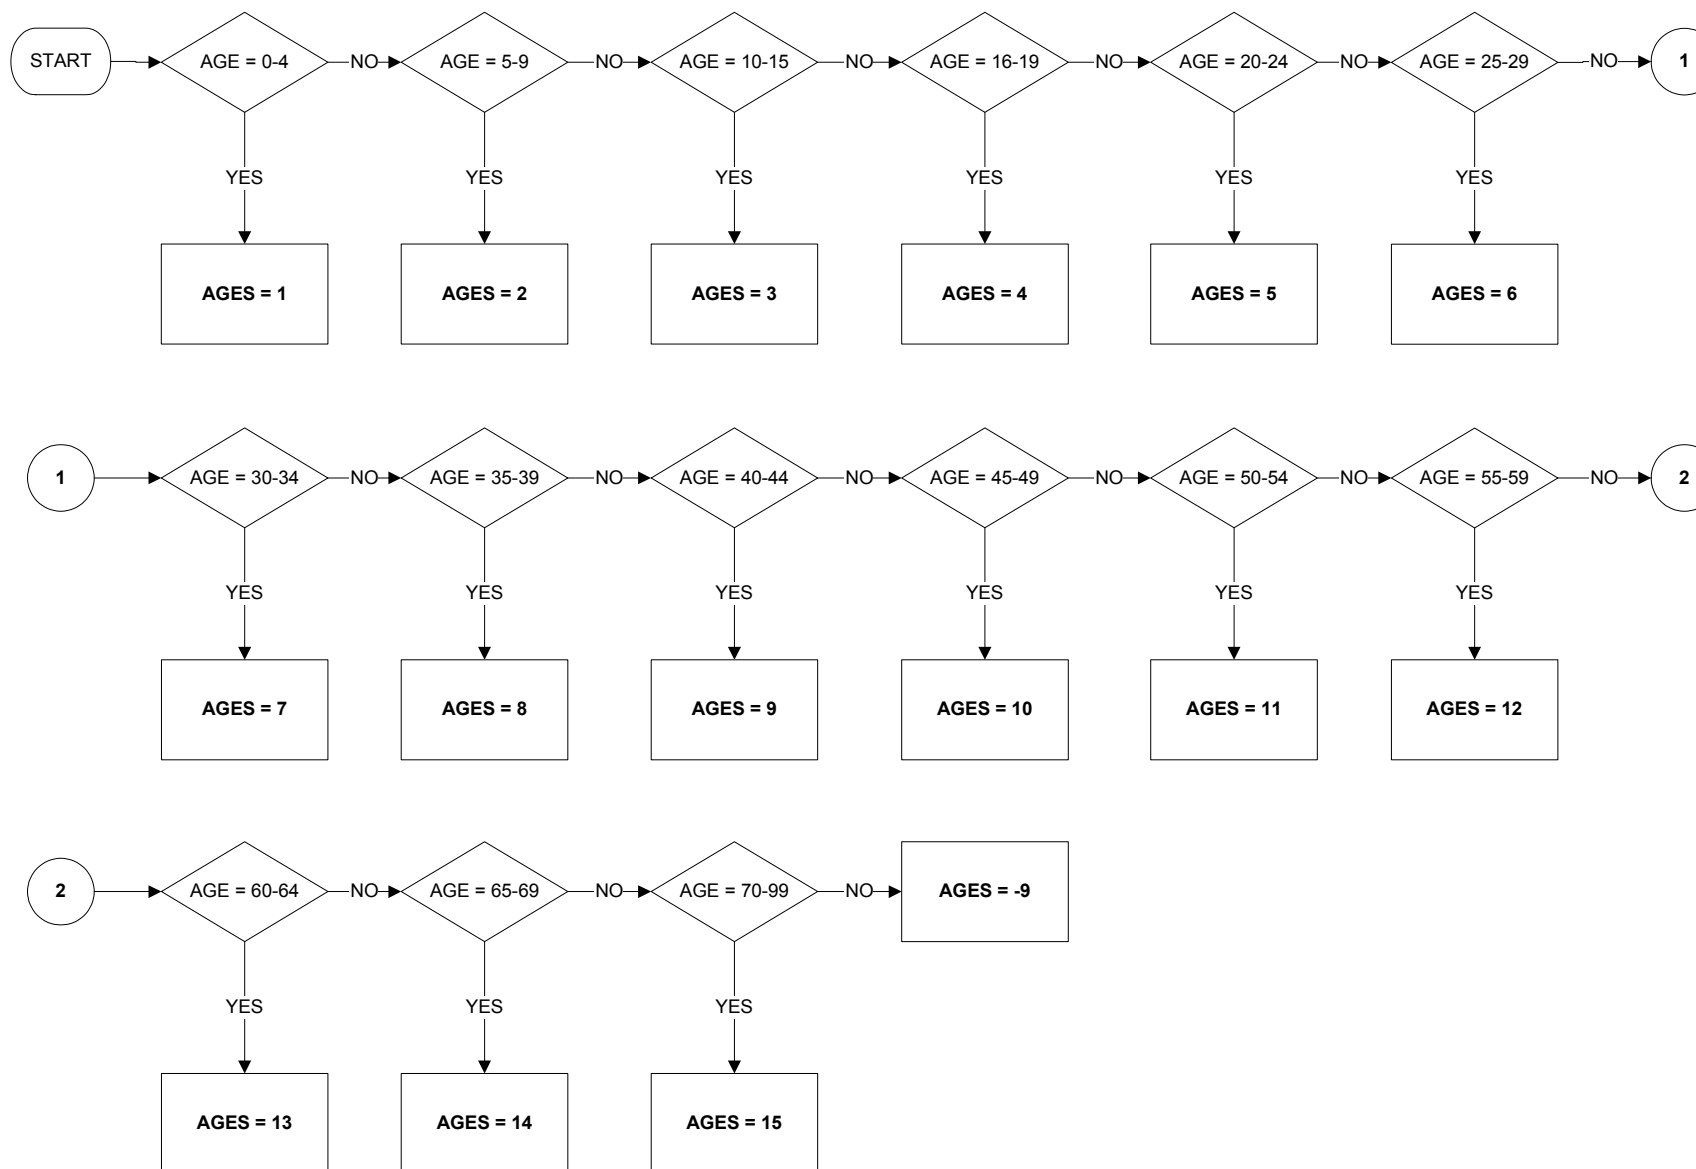 START
AGE = 0-4
NO
AGE = 5-9
NO
AGE = 10-15
NO
AGE = 16-19
NO
AGE = 20-24
NO
AGE = 25-29
NO
1
YES
YES
YES
YES
YES
YES
AGES = 1
AGES = 2
AGES = 3
AGES = 4
AGES = 5
AGES = 6
1
AGE = 30-34
NO
AGE = 35-39
NO
AGE = 40-44
NO
AGE = 45-49
NO
AGE = 50-54
NO
AGE = 55-59
NO
2
YES
YES
YES
YES
YES
YES
AGES = 7
AGES = 8
AGES = 9
AGES = 10
AGES = 11
AGES = 12
2
AGE = 60-64
NO
AGE = 65-69
NO
AGE = 70-99
NO
AGES = -9
YES
YES
YES
AGES = 13
AGES = 14
AGES = 15